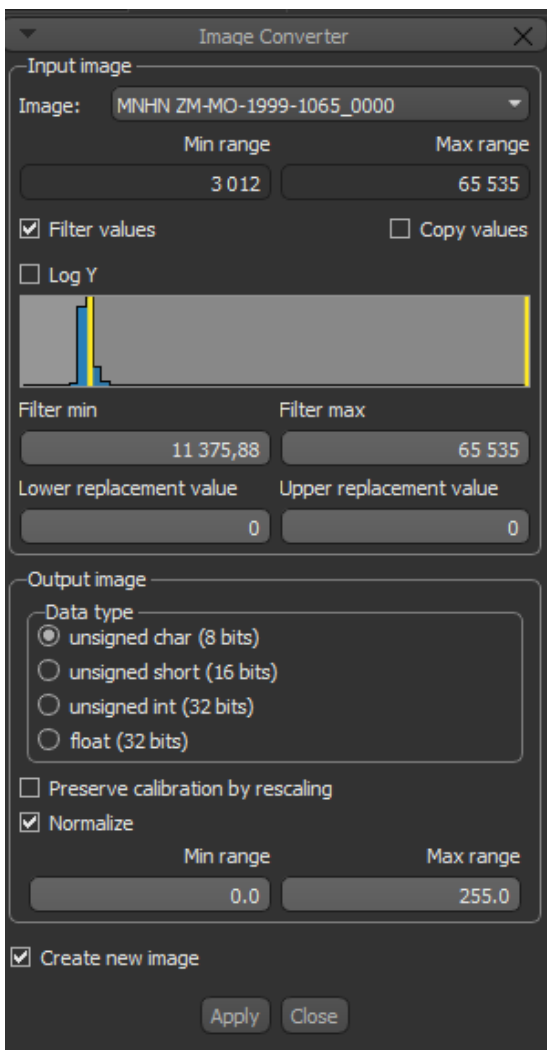 Image Converter
Input image
Image: MNHN ZM-MO-1999-1065_0000
Min range Max range
3 012 65 535
Filter values Copy values
Log Y
Filter min Filter max
11 375,88 65 535
Lower replacement value Upper replacement value
0 0
Output image
Data type
unsigned char (8 bits)
unsigned short (16 bits)
unsigned int (32 bits)
float (32 bits)
Preserve calibration by rescaling
Normalize
Min range Max range
0.0 255.0
Create new image
Apply Close